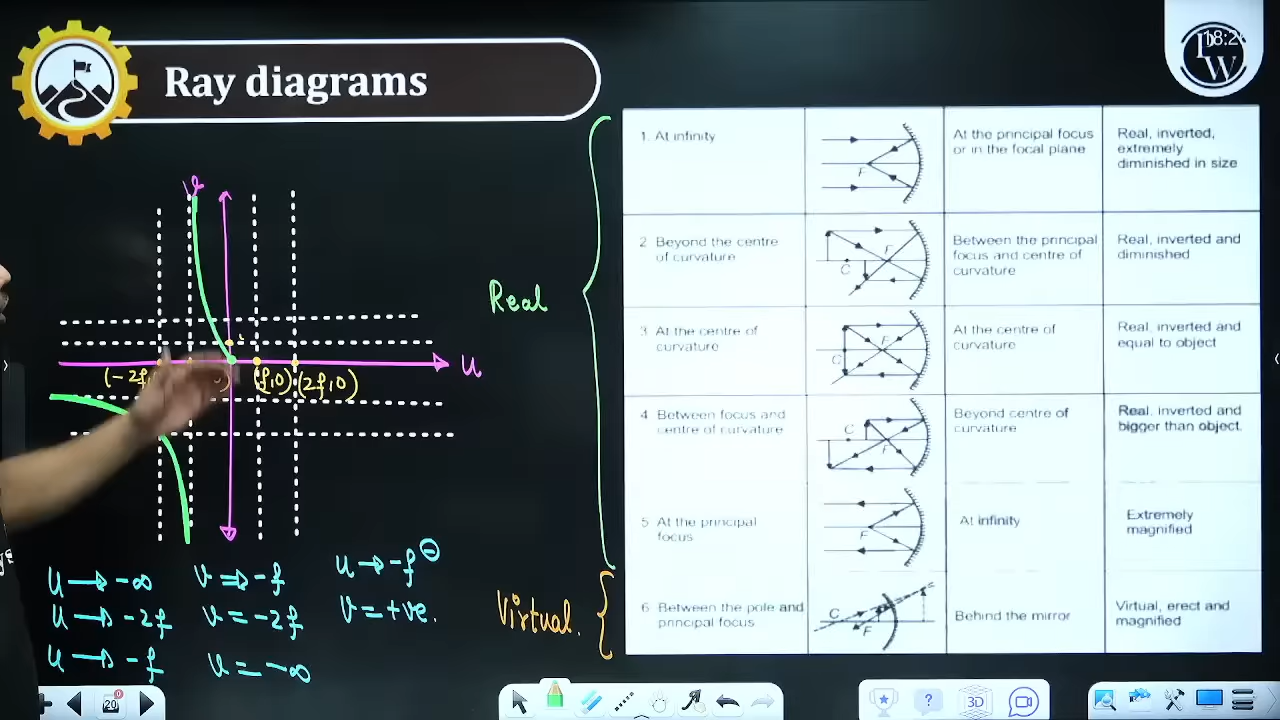 Ray diagrams
18:2
P
W
v
u
(-2f,
)
(f,0)
(2f,0)
u → -∞ v ⇒ -f u → -f⊖
u → -2f v = -2f v = +ve.
u → -f v = -∞
Real
Virtual.
1. At infinity
F
At the principal focus
or in the focal plane
Real, inverted,
extremely
diminished in size
2 Beyond the centre
of curvature
C
F
Between the principal
focus and centre of
curvature
Real, inverted and
diminished
3 At the centre of
curvature
C
F
At the centre of
curvature
Real, inverted and
equal to object
4 Between focus and
centre of curvature
C
F
Beyond centre of
curvature
Real, inverted and
bigger than object.
5 At the principal
focus
F
At infinity
Extremely
magnified
6 Between the pole and
principal focus
C
F
Behind the mirror
Virtual, erect and
magnified
20
9
?
3D